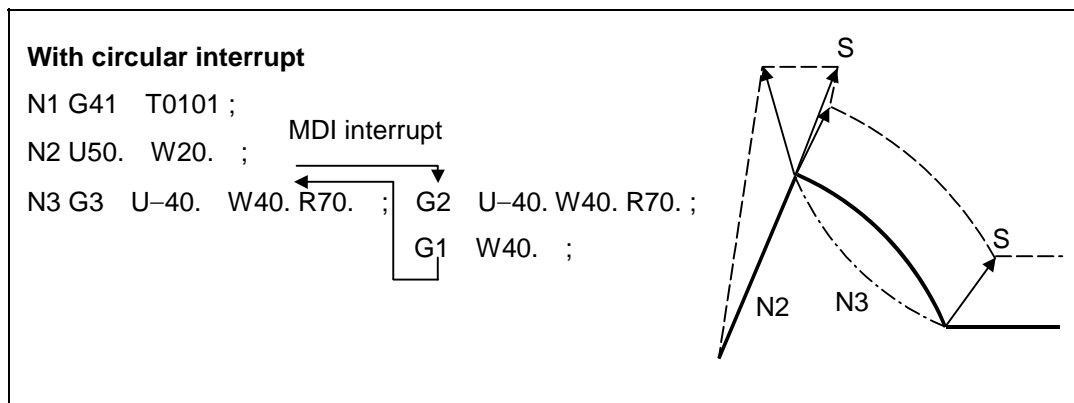 With circular interrupt
N1 G41 T0101 ;
MDI interrupt
N2 U50. W20. ;
N3 G3 U−40. W40. R70. ; G2 U−40. W40. R70. ;
G1 W40. ;
S
S
N2 N3